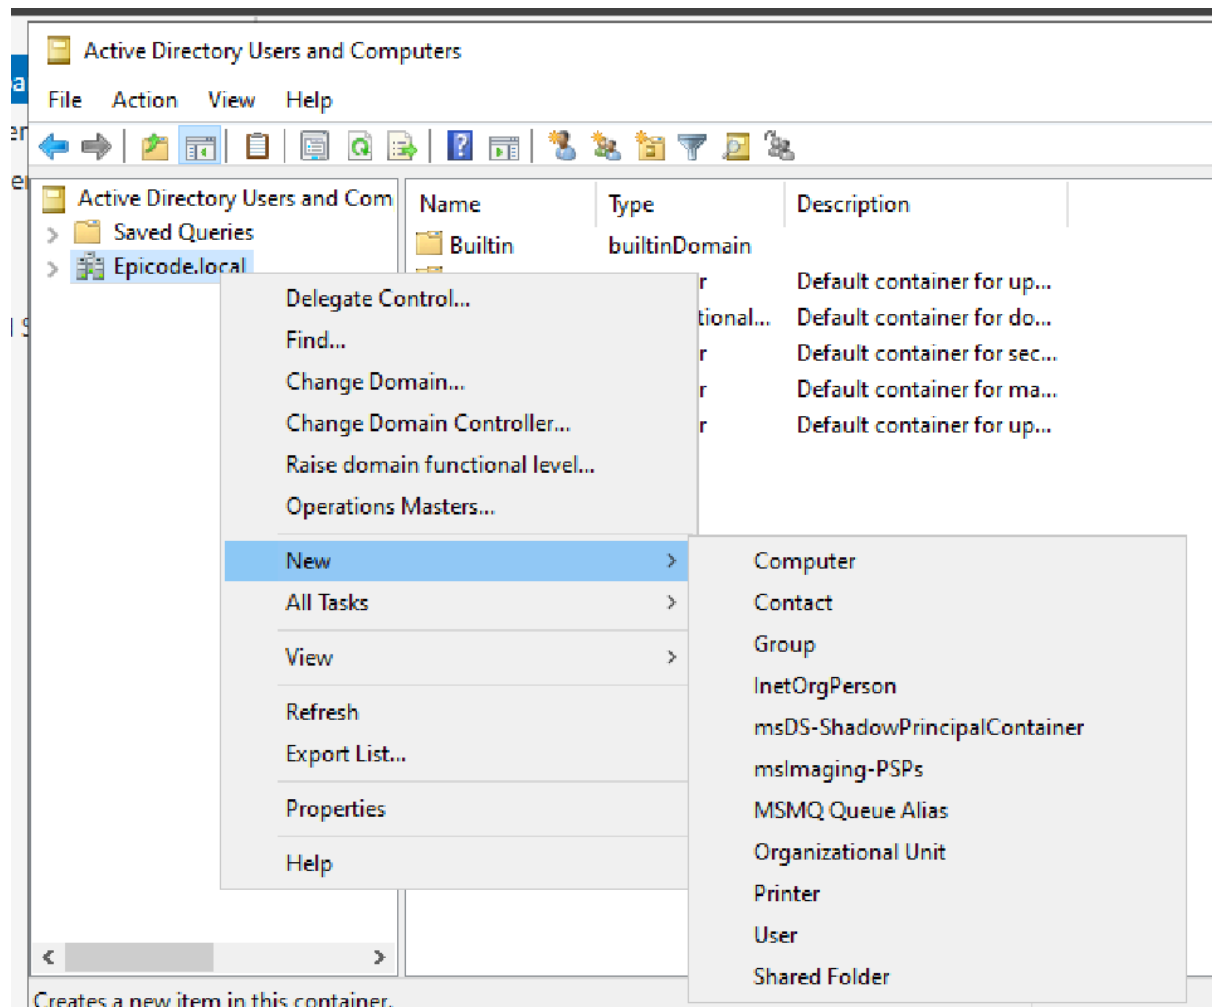 Active Directory Users and Computers
File Action View Help
Active Directory Users and Com
Saved Queries
Epicode.local
Name Type Description
Builtin builtinDomain
r Default container for up...
tional... Default container for do...
r Default container for sec...
r Default container for ma...
r Default container for up...
Delegate Control...
Find...
Change Domain...
Change Domain Controller...
Raise domain functional level...
Operations Masters...
New
All Tasks
View
Refresh
Export List...
Properties
Help
Computer
Contact
Group
InetOrgPerson
msDS-ShadowPrincipalContainer
msImaging-PSPs
MSMQ Queue Alias
Organizational Unit
Printer
User
Shared Folder
Creates a new item in this container.